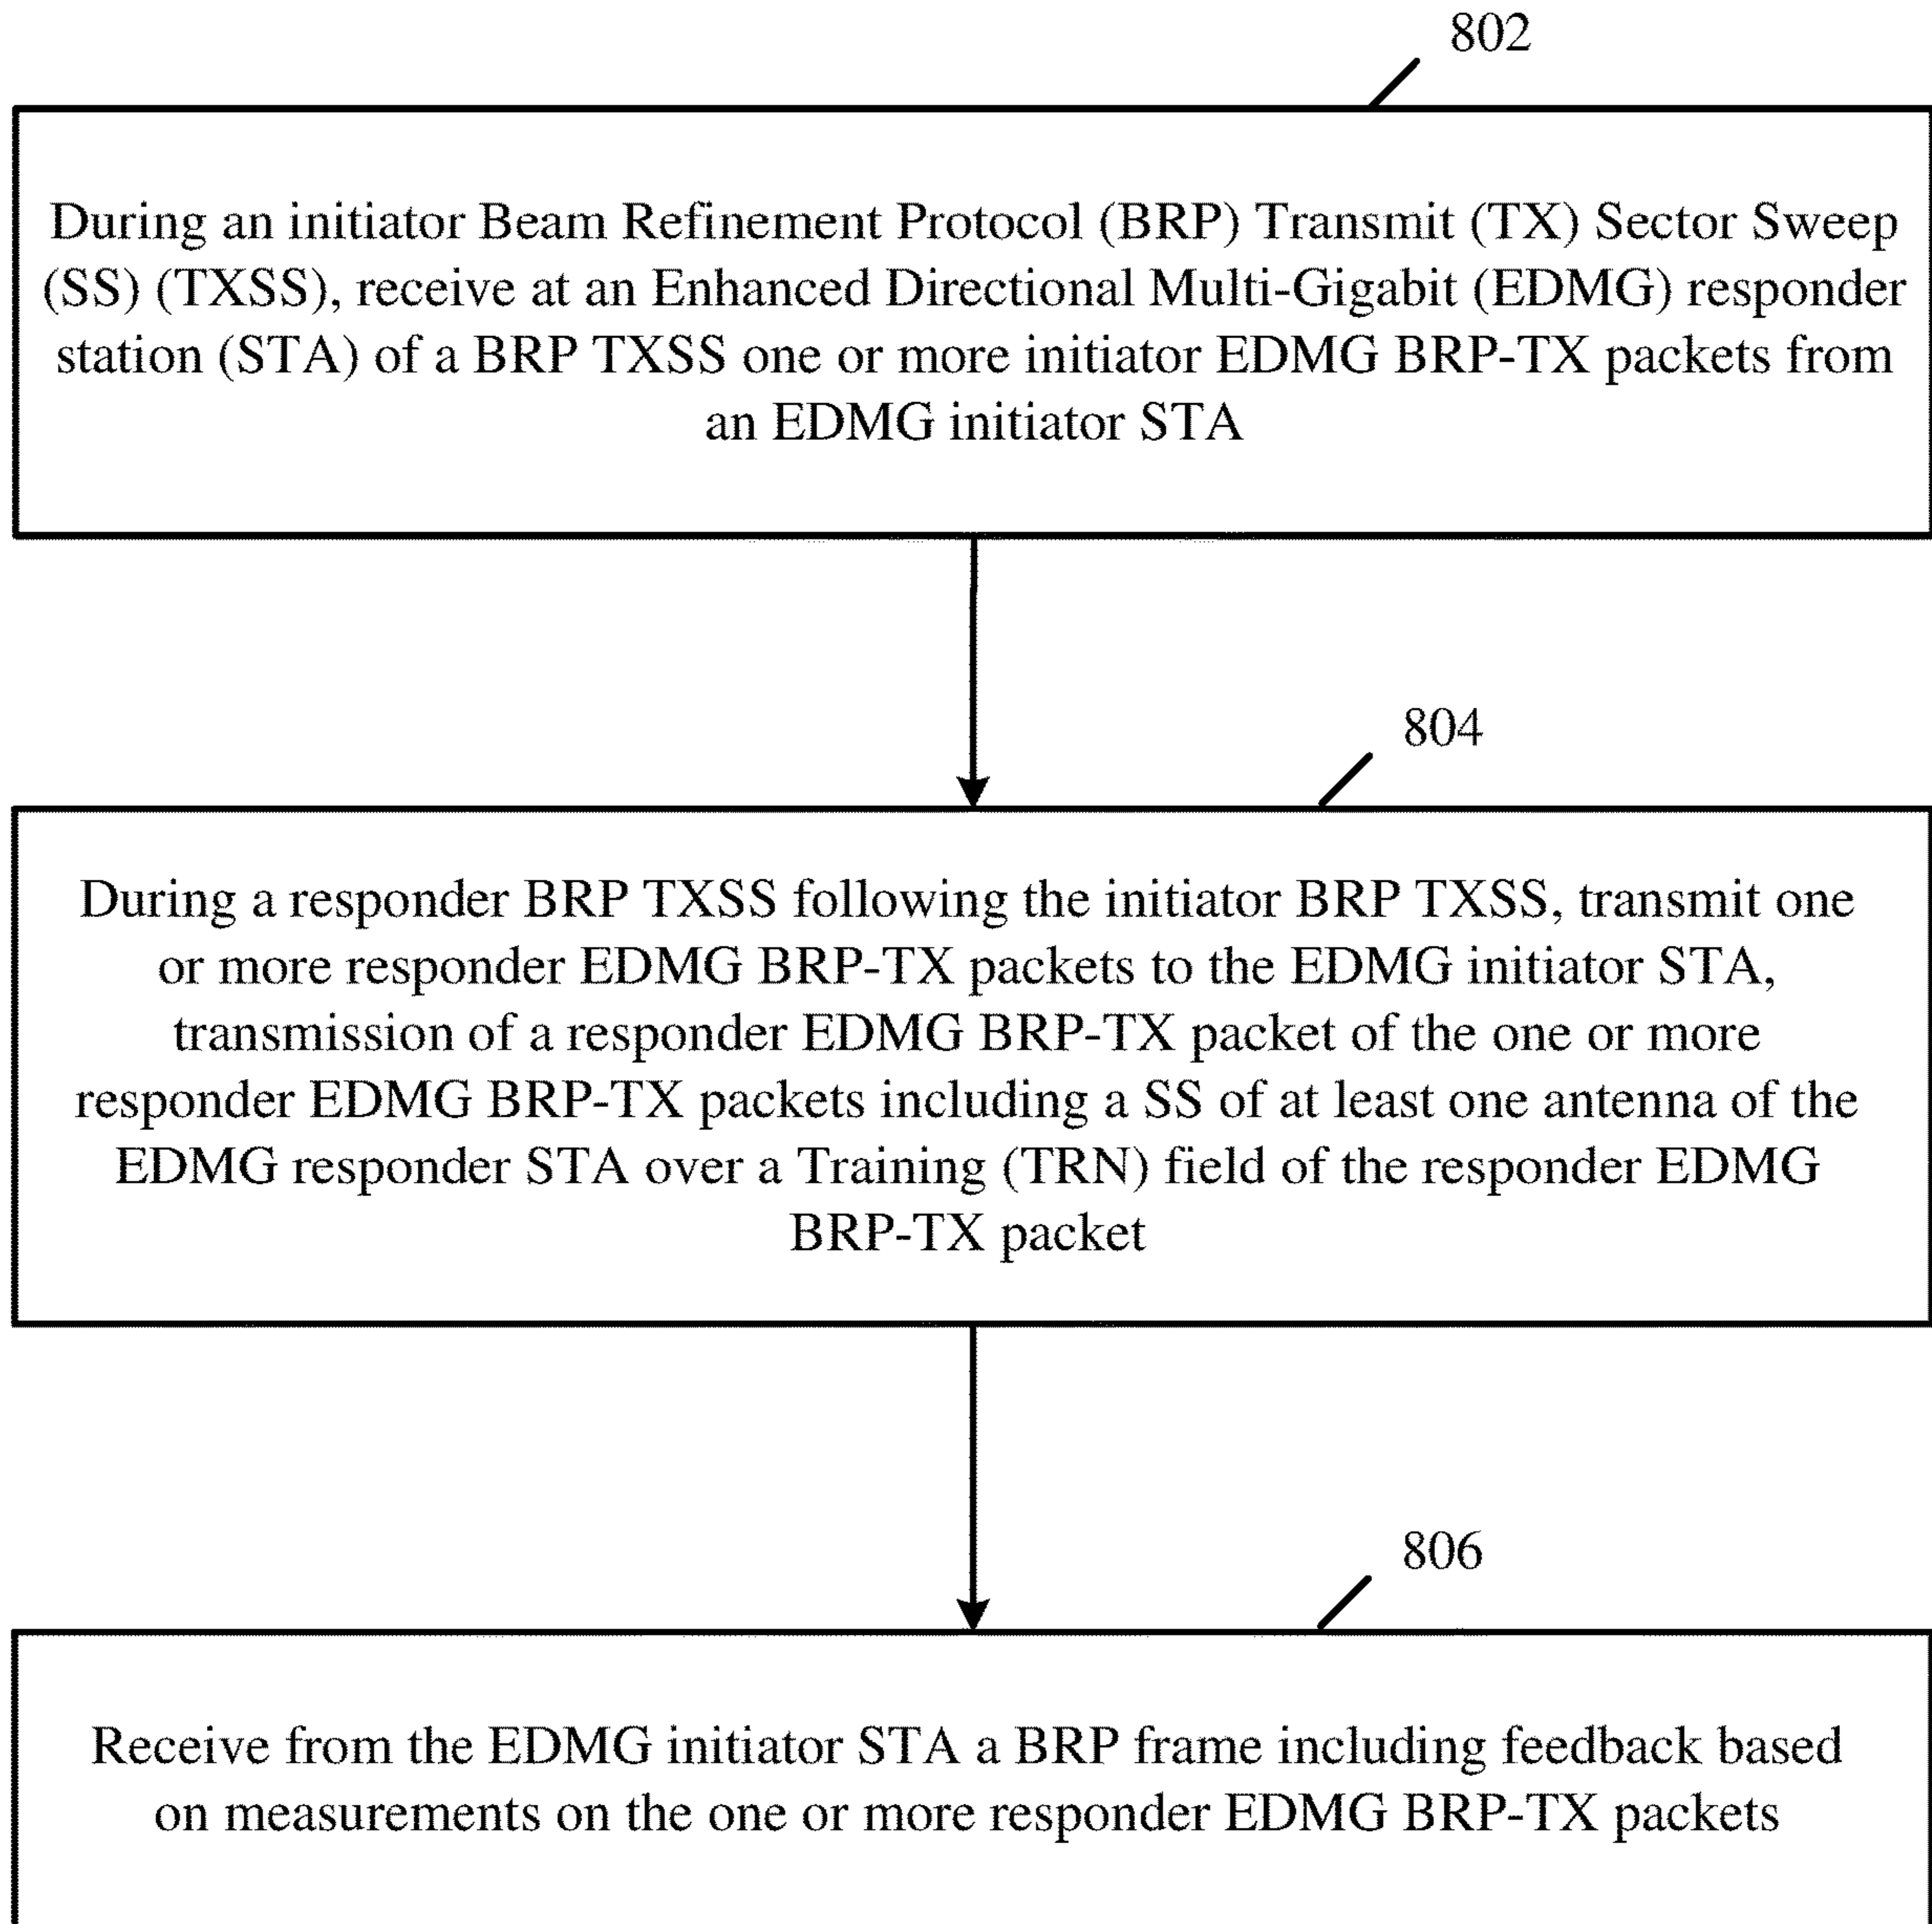 802
During an initiator Beam Refinement Protocol (BRP) Transmit (TX) Sector Sweep
(SS) (TXSS), receive at an Enhanced Directional Multi-Gigabit (EDMG) responder
station (STA) of a BRP TXSS one or more initiator EDMG BRP-TX packets from
an EDMG initiator STA
804
During a responder BRP TXSS following the initiator BRP TXSS, transmit one
or more responder EDMG BRP-TX packets to the EDMG initiator STA,
transmission of a responder EDMG BRP-TX packet of the one or more
responder EDMG BRP-TX packets including a SS of at least one antenna of the
EDMG responder STA over a Training (TRN) field of the responder EDMG
BRP-TX packet
806
Receive from the EDMG initiator STA a BRP frame including feedback based
on measurements on the one or more responder EDMG BRP-TX packets